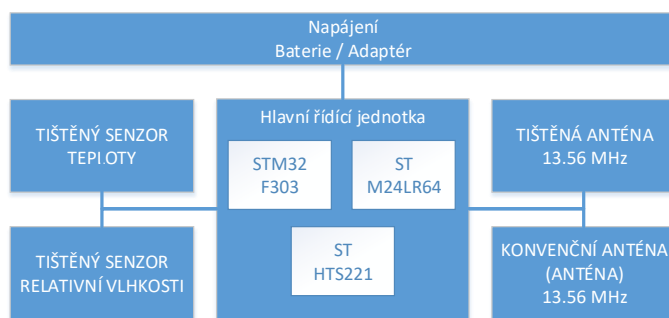 Napájení
Baterie / Adaptér
TIŠTĚNÝ SENZOR
TEPLOTY
Hlavní řídící jednotka
STM32
F303
ST
M24LR64
ST
HTS221
TIŠTĚNÁ ANTÉNA
13.56 MHz
TIŠTĚNÝ SENZOR
RELATIVNÍ VLHKOSTI
KONVENČNÍ ANTÉNA
(ANTÉNA)
13.56 MHz